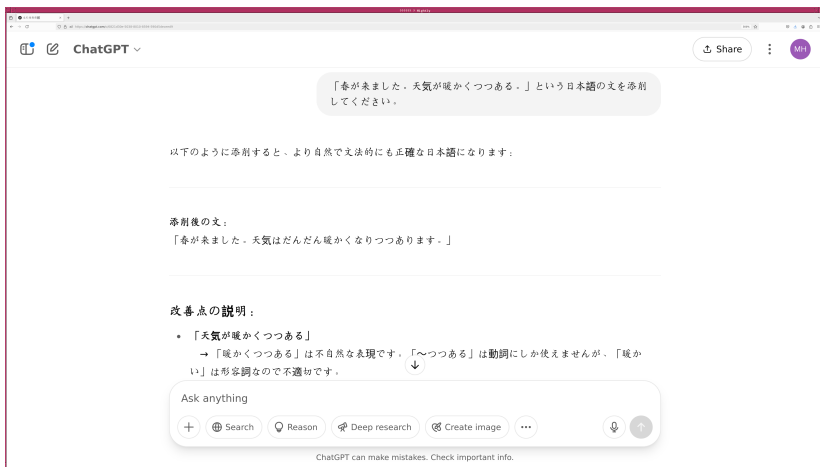 ChatGPT
Share
MH
「春が来ました。天気が暖かくつつある。」という日本語の文を添削
してください。
以下のように添削すると、より自然で文法的にも正確な日本語になります：
添削後の文：
「春が来ました。天気はだんだん暖かくなりつつあります。」
改善点の説明：
• 「天気が暖かくつつある」
→ 「暖かくつつある」は不自然な表現です。「〜つつある」は動詞にしか使えませんが、「暖か
い」は形容詞なので不適切です。
Ask anything
Search Reason Deep research Create image
ChatGPT can make mistakes. Check important info.